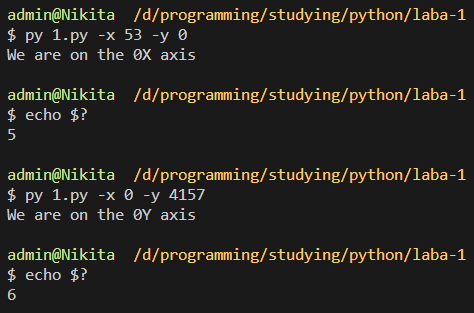 admin@Nikita /d/programming/studying/python/laba-1
$ py 1.py -x 53 -y 0
We are on the 0X axis
admin@Nikita /d/programming/studying/python/laba-1
$ echo $?
5
admin@Nikita /d/programming/studying/python/laba-1
$ py 1.py -x 0 -y 4157
We are on the 0Y axis
admin@Nikita /d/programming/studying/python/laba-1
$ echo $?
6